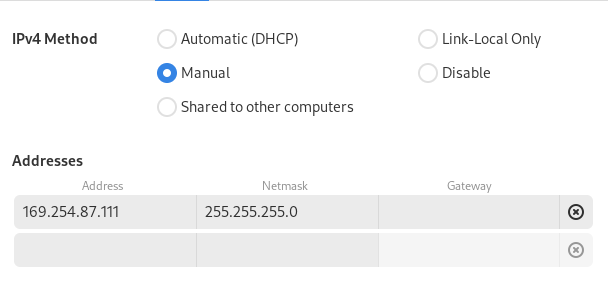 IPv4 Method Automatic (DHCP) Link-Local Only
Manual Disable
Shared to other computers
Addresses
Address Netmask Gateway
169.254.87.111 255.255.255.0